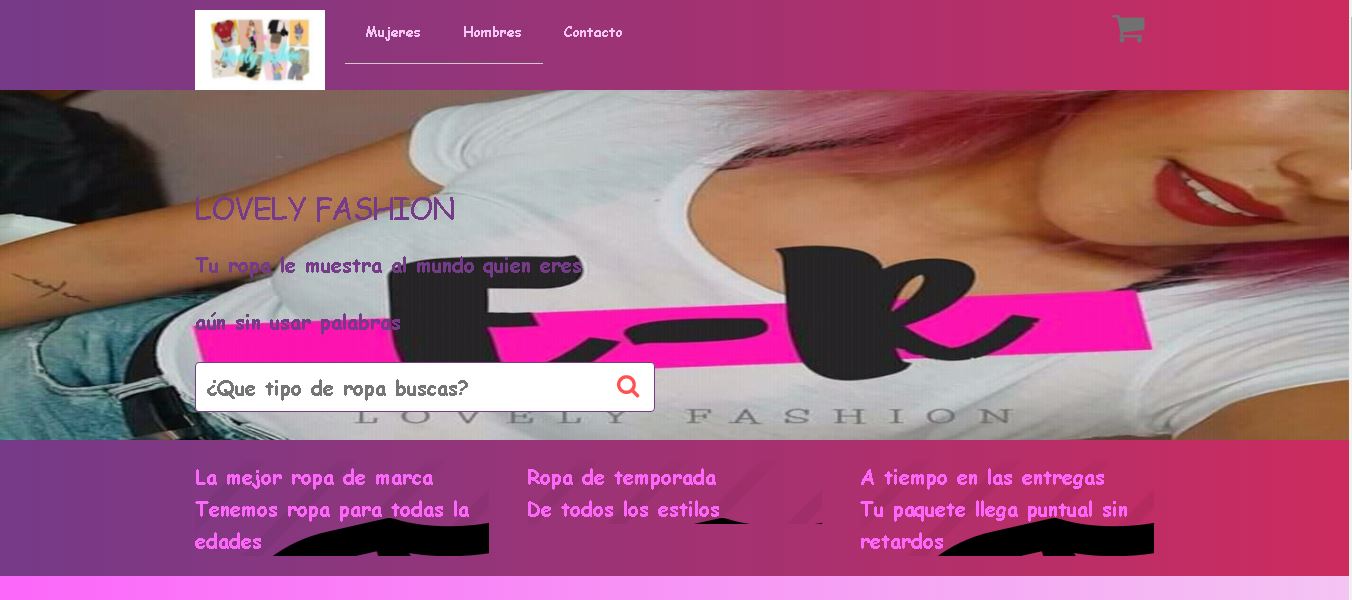 Mujeres
Hombres
Contacto
LOVELY FASHION
Tu ropa le muestra al mundo quien eres
aún sin usar palabras
¿Que tipo de ropa buscas?
LOVELY FASHION
La mejor ropa de marca
Tenemos ropa para todas la
edades
Ropa de temporada
De todos los estilos
A tiempo en las entregas
Tu paquete llega puntual sin
retardos